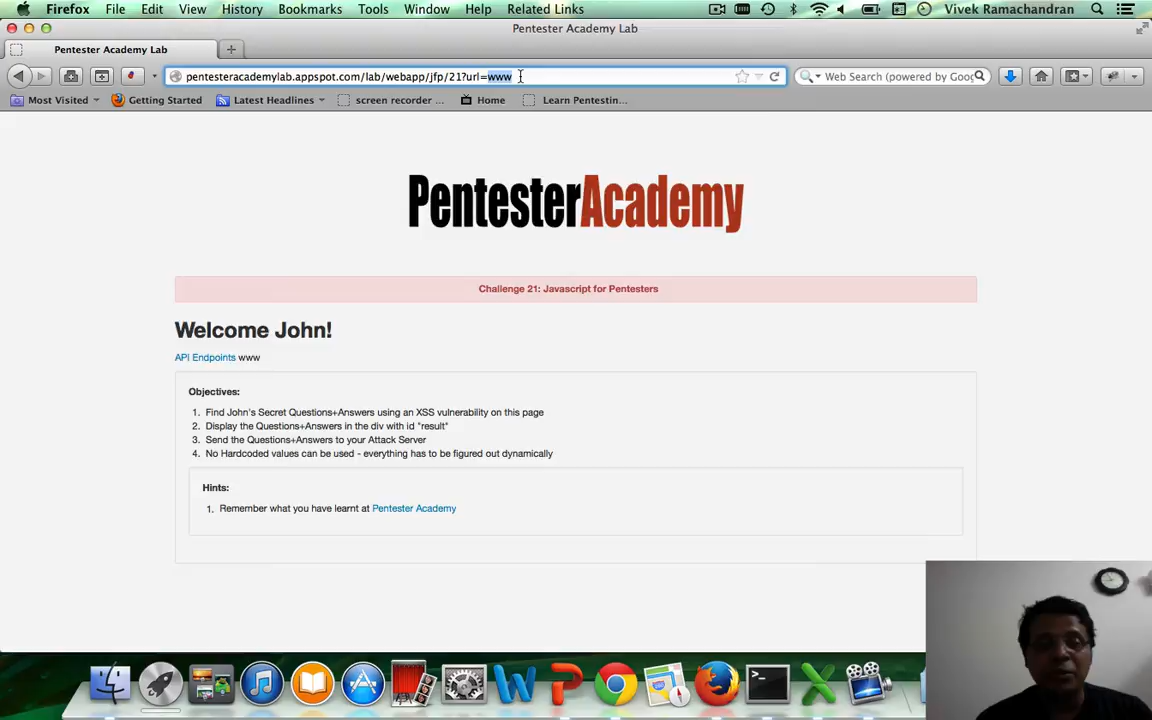 Firefox File Edit View History Bookmarks Tools Window Help Related Links Vivek Ramachandran
Pentester Academy Lab
Pentester Academy Lab
pentesteracademylab.appspot.com/lab/webapp/jfp/21?url=www
Web Search (powered by Goog
Most Visited Getting Started Latest Headlines screen recorder ... Home Learn Pentestin...
PentesterAcademy
Challenge 21: Javascript for Pentesters
Welcome John!
API Endpoints www
Objectives:
1. Find John's Secret Questions+Answers using an XSS vulnerability on this page
2. Display the Questions+Answers in the div with id "result"
3. Send the Questions+Answers to your Attack Server
4. No Hardcoded values can be used - everything has to be figured out dynamically
Hints:
1. Remember what you have learnt at Pentester Academy